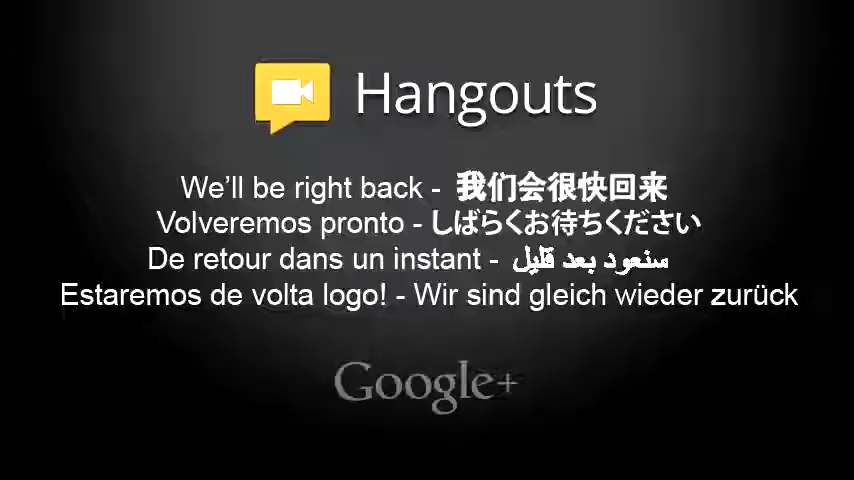 Hangouts
We’ll be right back - 我们会很快回来
Volveremos pronto - しばらくお待ちください
De retour dans un instant - سنعود بعد قليل
Estaremos de volta logo! - Wir sind gleich wieder zurück
Google+